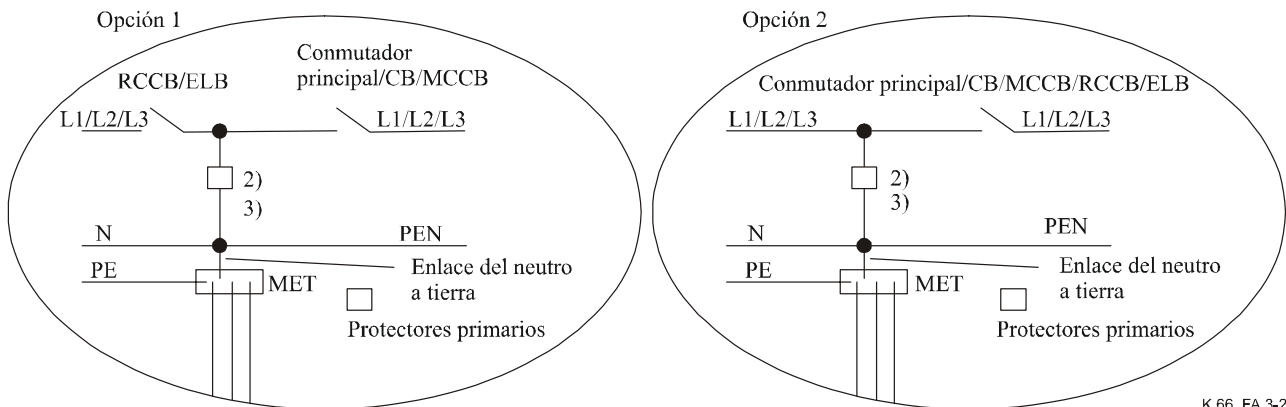 Opción 1
Conmutador
principal/CB/MCCB
RCCB/ELB
L1/L2/L3
L1/L2/L3
2)
3)
N
PEN
PE
MET
Enlace del neutro
a tierra
Protectores primarios
Opción 2
Conmutador principal/CB/MCCB/RCCB/ELB
L1/L2/L3
L1/L2/L3
2)
3)
N
PEN
PE
MET
Enlace del neutro
a tierra
Protectores primarios
K.66_FA.3-2